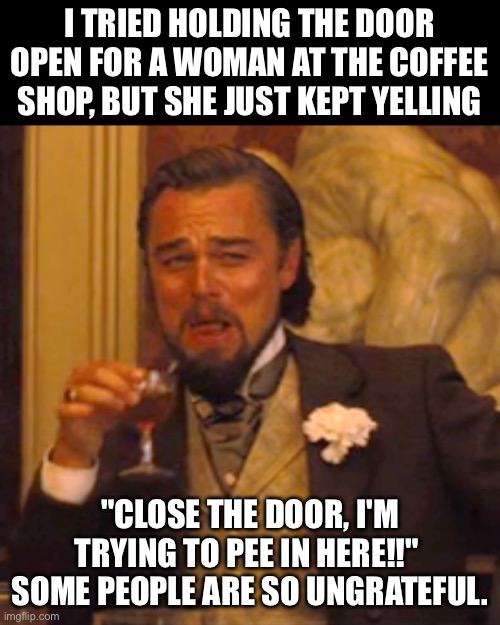 I TRIED HOLDING THE DOOR
OPEN FOR A WOMAN AT THE COFFEE
SHOP, BUT SHE JUST KEPT YELLING
"CLOSE THE DOOR, I'M
TRYING TO PEE IN HERE!!"
SOME PEOPLE ARE SO UNGRATEFUL.
imgflip.com